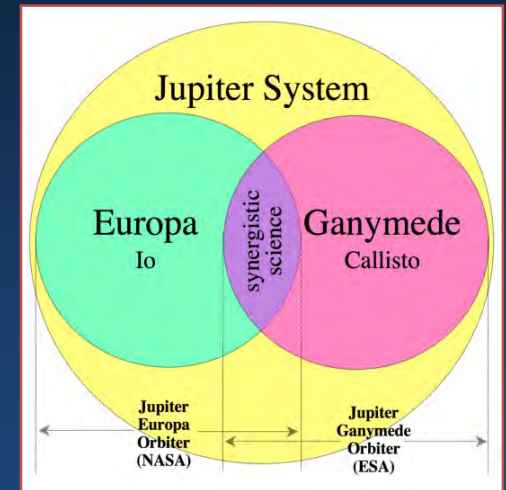 Jupiter System
Europa
Io
synergistic
science
Ganymede
Callisto
Jupiter
Europa
Orbiter
(NASA)
Jupiter
Ganymede
Orbiter
(ESA)